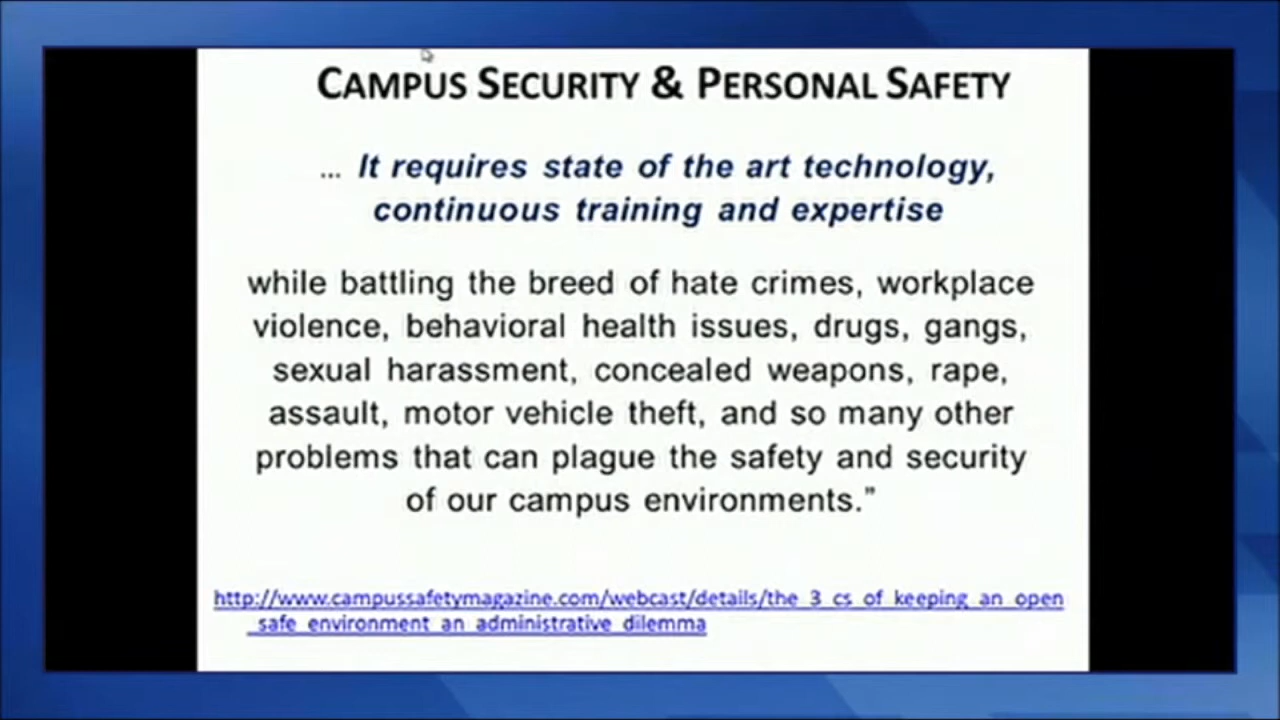 CAMPUS SECURITY & PERSONAL SAFETY
... It requires state of the art technology,
continuous training and expertise
while battling the breed of hate crimes, workplace
violence, behavioral health issues, drugs, gangs,
sexual harassment, concealed weapons, rape,
assault, motor vehicle theft, and so many other
problems that can plague the safety and security
of our campus environments.”
http://www.campussafetymagazine.com/webcast/details/the_3_cs_of_keeping_an_open
_safe_environment_an_administrative_dilemma